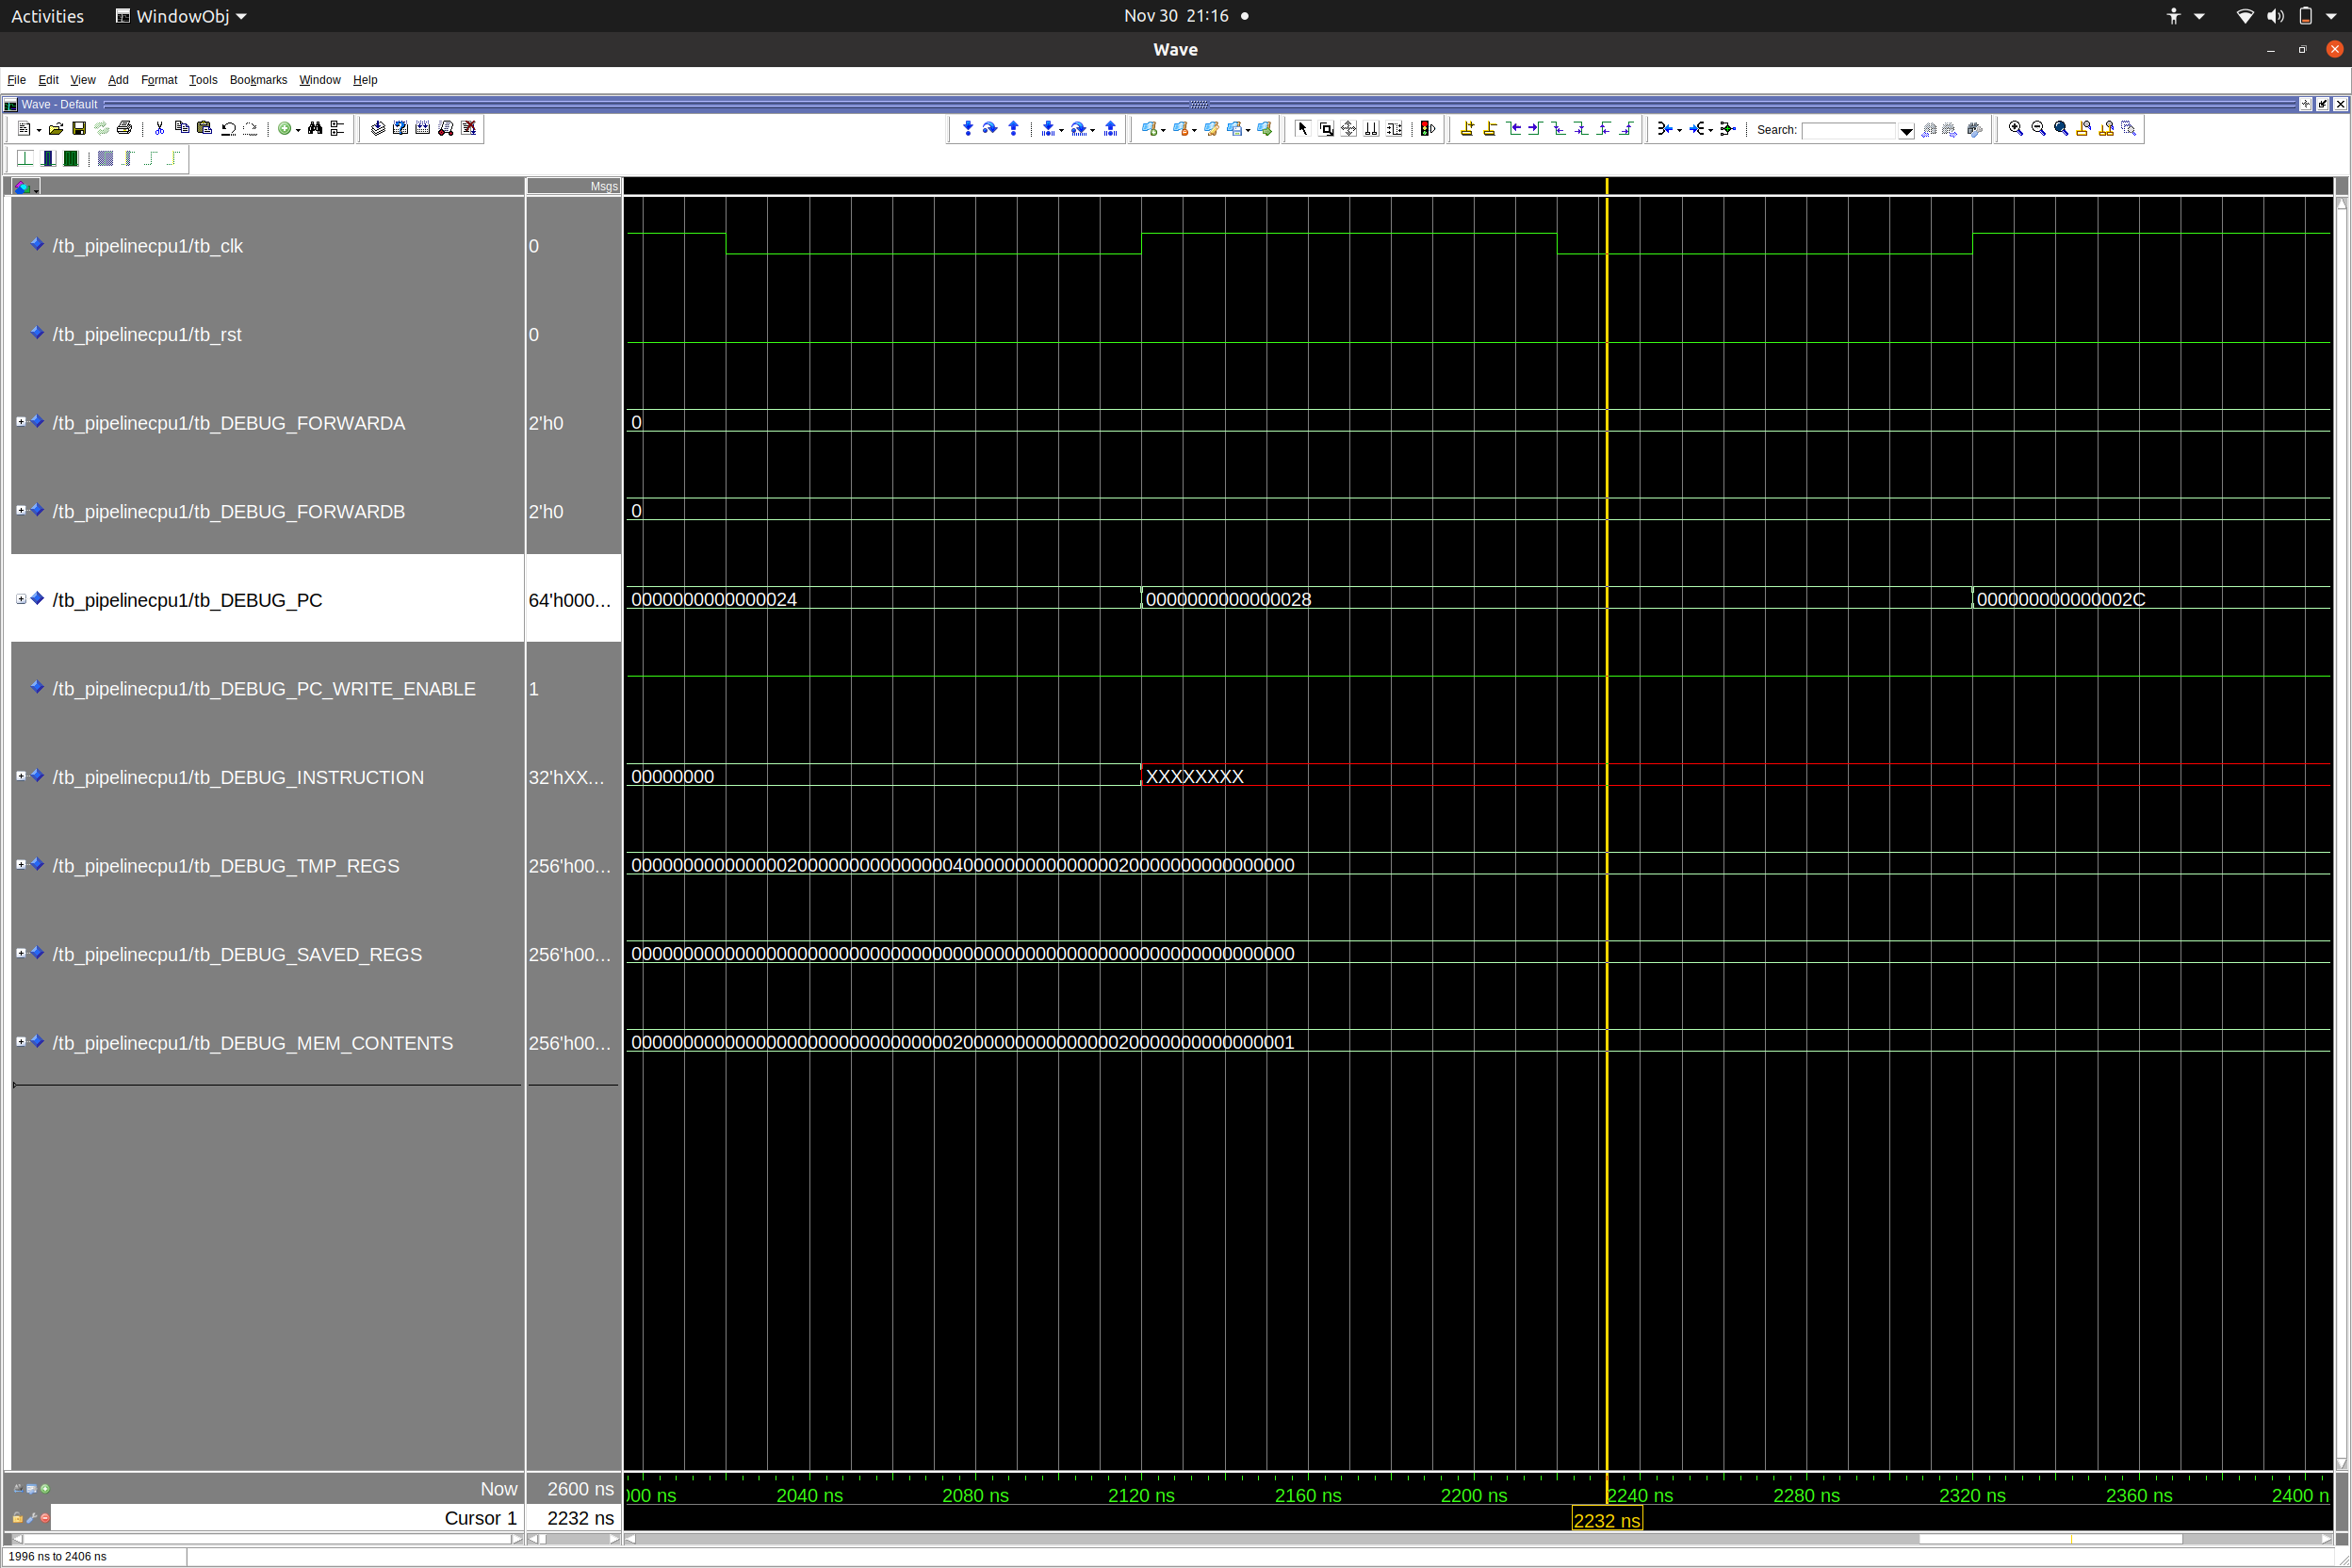 Activities WindowObj Nov 30 21:16
Wave
File Edit View Add Format Tools Bookmarks Window Help
Wave - Default
Search:
Msgs
/tb_pipelinecpu1/tb_clk 0
/tb_pipelinecpu1/tb_rst 0
/tb_pipelinecpu1/tb_DEBUG_FORWARDA 2'h0 0
/tb_pipelinecpu1/tb_DEBUG_FORWARDB 2'h0 0
/tb_pipelinecpu1/tb_DEBUG_PC 64'h000... 0000000000000024 0000000000000028 000000000000002C
/tb_pipelinecpu1/tb_DEBUG_PC_WRITE_ENABLE 1
/tb_pipelinecpu1/tb_DEBUG_INSTRUCTION 32'hXX... 00000000 XXXXXXXX
/tb_pipelinecpu1/tb_DEBUG_TMP_REGS 256'h00... 0000000000000002000000000000000400000000000000020000000000000000
/tb_pipelinecpu1/tb_DEBUG_SAVED_REGS 256'h00... 0000000000000000000000000000000000000000000000000000000000000000
/tb_pipelinecpu1/tb_DEBUG_MEM_CONTENTS 256'h00... 0000000000000000000000000000000200000000000000020000000000000001
Now 2600 ns 00 ns 2040 ns 2080 ns 2120 ns 2160 ns 2200 ns 2240 ns 2280 ns 2320 ns 2360 ns 2400 n
Cursor 1 2232 ns 2232 ns
1996 ns to 2406 ns